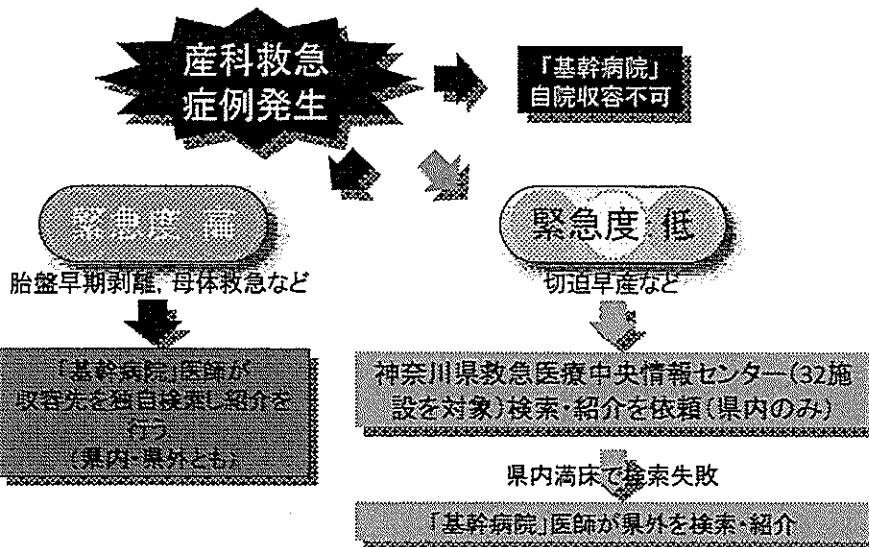 産科救急
症例発生
「基幹病院」
自院収容不可
緊急度:高
胎盤早期剥離, 母体救急など
「基幹病院」医師が
収容先を独自検索し紹介を
行う
(県内・県外とも)
緊急度:低
切迫早産など
神奈川県救急医療中央情報センター(32施
設を対象)検索・紹介を依頼(県内のみ)
県内満床で検索失敗
「基幹病院」医師が県外を検索・紹介